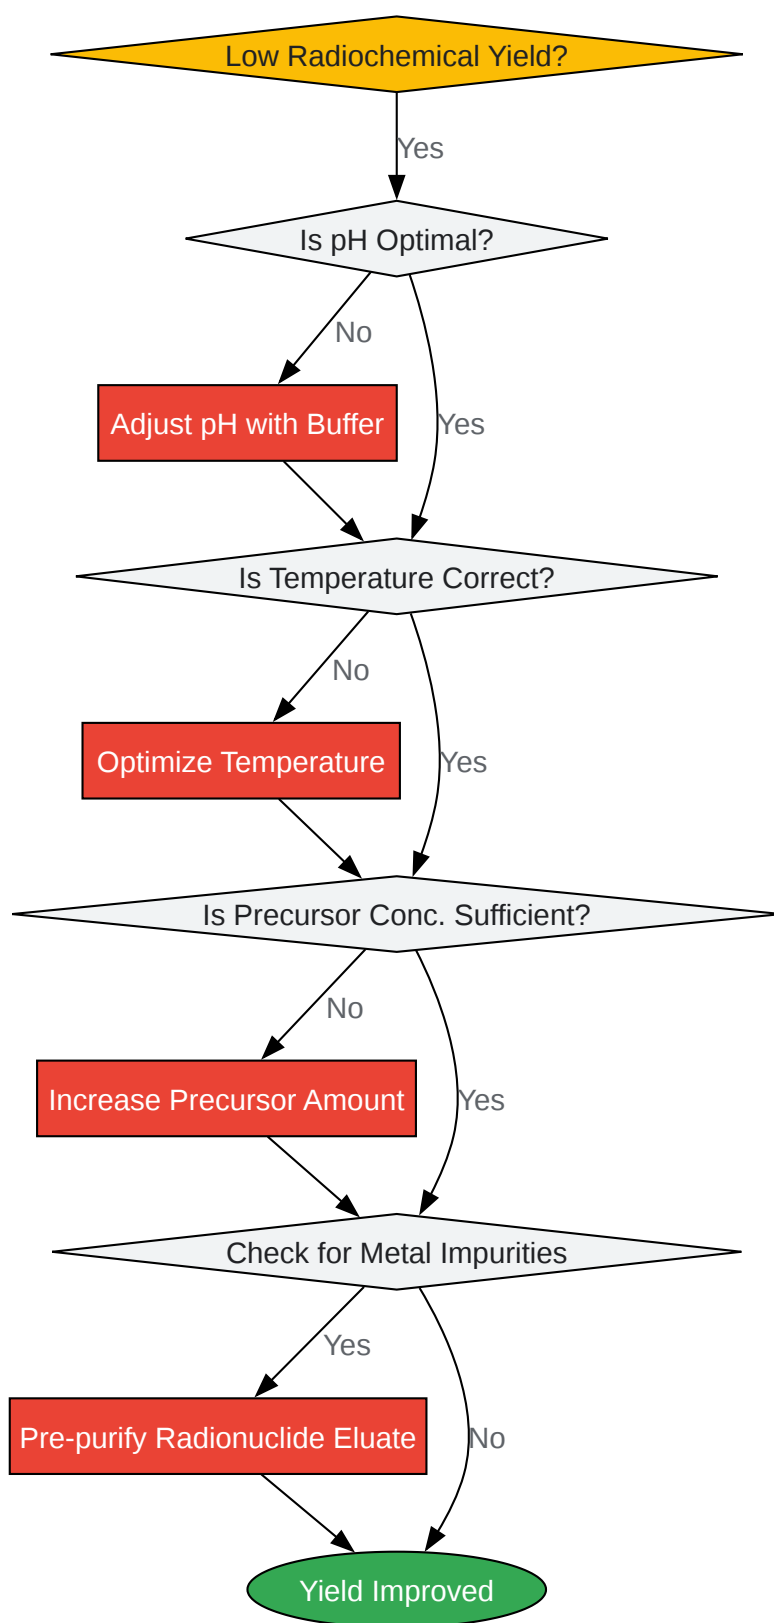 Low Radiochemical Yield?
Yes
Is pH Optimal?
No
Adjust pH with Buffer
Yes
Is Temperature Correct?
No
Optimize Temperature
Yes
Is Precursor Conc. Sufficient?
No
Increase Precursor Amount
Yes
Check for Metal Impurities
Yes
Pre-purify Radionuclide Eluate
No
Yield Improved